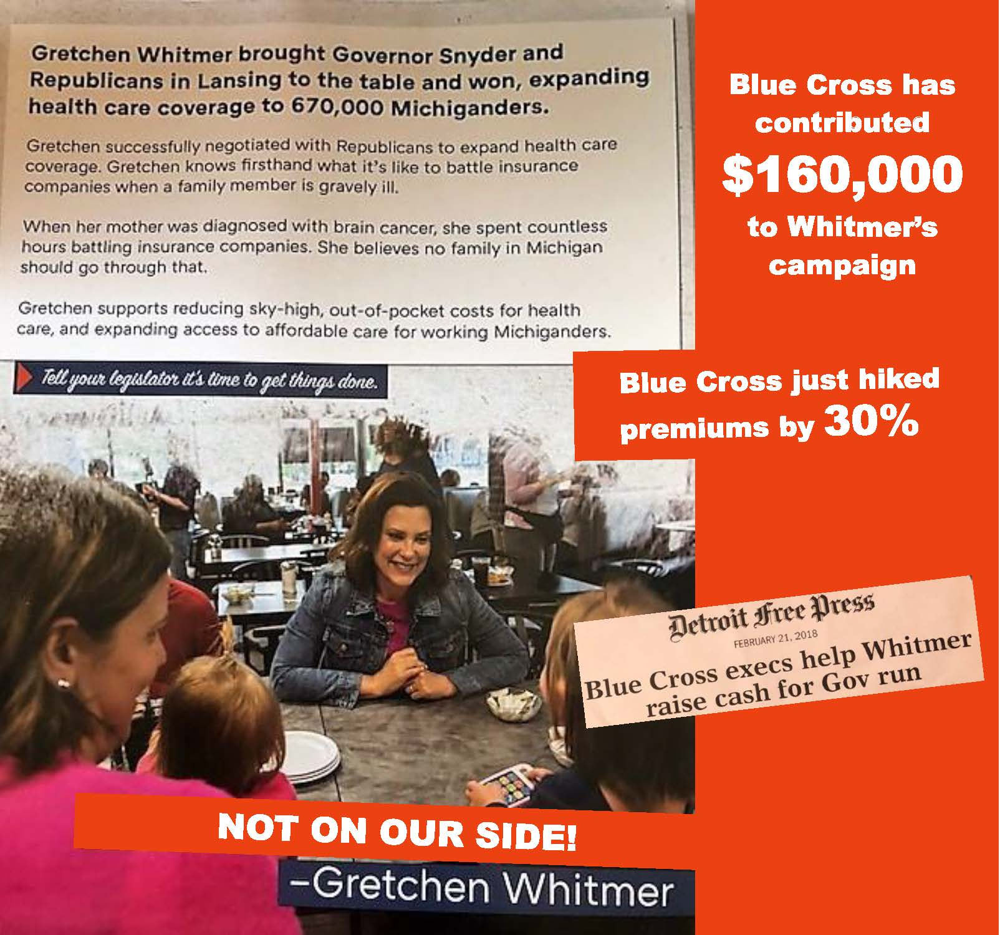 Gretchen Whitmer brought Governor Snyder and
Republicans in Lansing to the table and won, expanding
health care coverage to 670,000 Michiganders.
Gretchen successfully negotiated with Republicans to expand health care
coverage. Gretchen knows firsthand what it's like to battle insurance
companies when a family member is gravely ill.
When her mother was diagnosed with brain cancer, she spent countless
hours battling insurance companies. She believes no family in Michigan
should go through that.
Gretchen supports reducing sky-high, out-of-pocket costs for health
care, and expanding access to affordable care for working Michiganders.
Tell your legislator it's time to get things done.
Blue Cross has
contributed
$160,000
to Whitmer's
campaign
Blue Cross just hiked
premiums by 30%
Detroit Free Press
FEBRUARY 21, 2018
Blue Cross execs help Whitmer
raise cash for Gov run
NOT ON OUR SIDE!
–Gretchen Whitmer